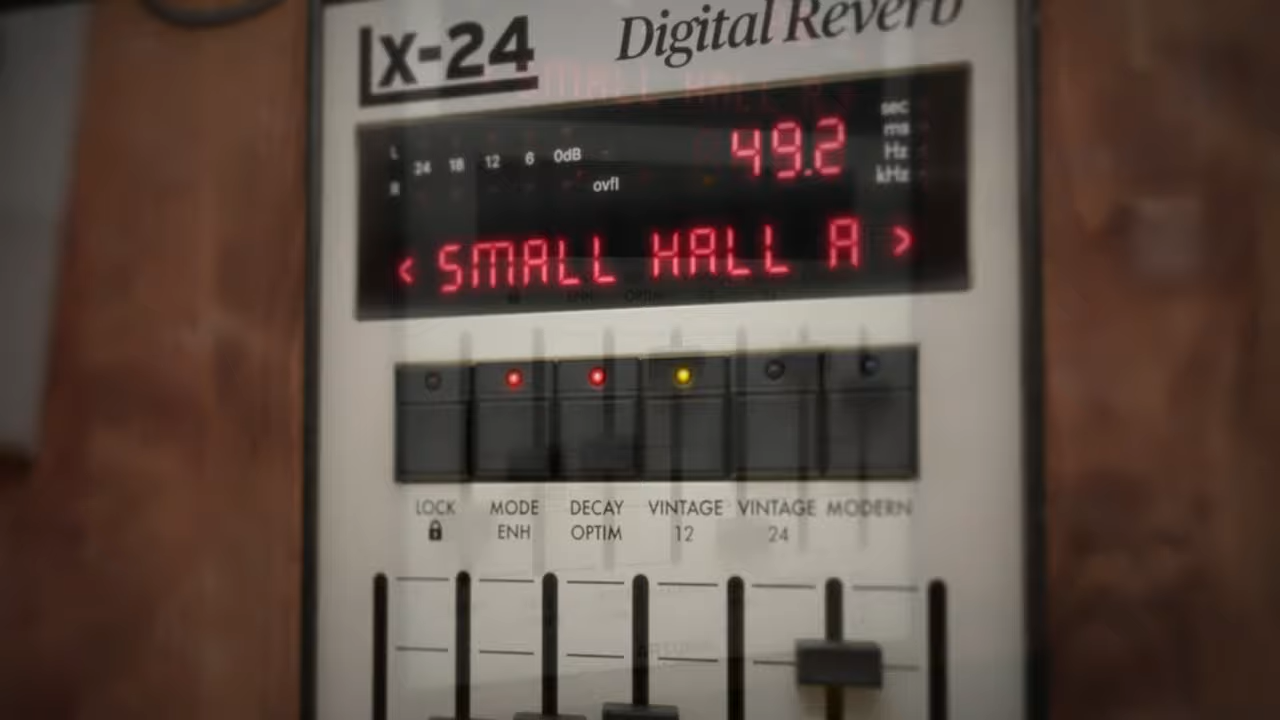 Lx-24 Digital Reverb
L 24 18 12 6 0dB
R ovfl
49.2
sec
ms
Hz
kHz
< SMALL HALL A >
LOCK MODE ENH DECAY OPTIM VINTAGE 12 VINTAGE 24 MODERN